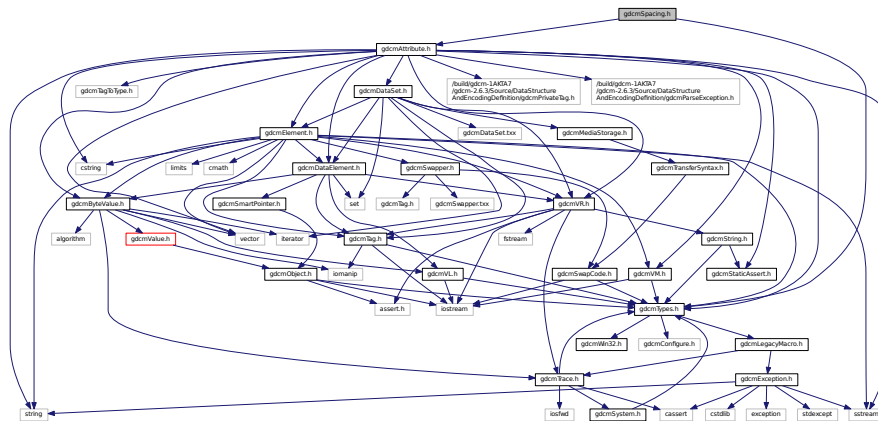 gdcmSpacing.h
gdcmAttribute.h
gdcmTagToType.h
gdcmDataSet.h
/build/gdcm-1AKTA7
/gdcm-2.6.3/Source/DataStructure
AndEncodingDefinition/gdcmPrivateTag.h
/build/gdcm-1AKTA7
/gdcm-2.6.3/Source/DataStructure
AndEncodingDefinition/gdcmParseException.h
gdcmElement.h
gdcmDataSet.txx
gdcmMediaStorage.h
cstring
limits
cmath
gdcmDataElement.h
gdcmSwapper.h
gdcmTransferSyntax.h
gdcmByteValue.h
gdcmSmartPointer.h
set
gdcmTag.h
gdcmSwapper.txx
gdcmVR.h
algorithm
gdcmValue.h
vector
iterator
gdcmTag.h
fstream
gdcmString.h
gdcmObject.h
iomanip
gdcmVL.h
gdcmSwapCode.h
gdcmVM.h
gdcmStaticAssert.h
assert.h
iostream
gdcmTypes.h
gdcmWin32.h
gdcmConfigure.h
gdcmLegacyMacro.h
gdcmTrace.h
gdcmException.h
string
iosfwd
gdcmSystem.h
cassert
cstdlib
exception
stdexcept
sstream